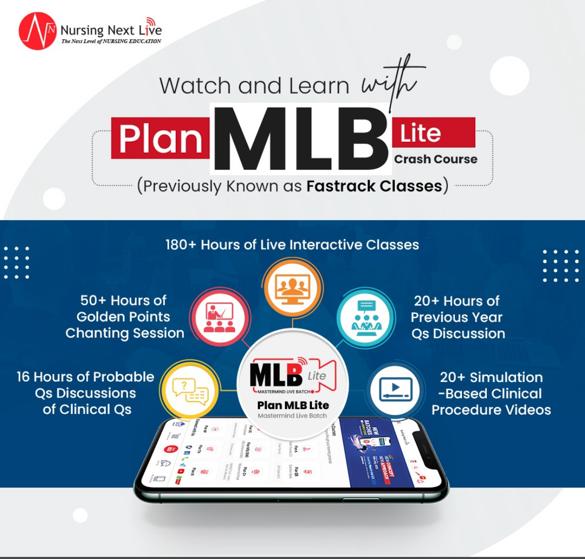 Nursing Next Live
The Next Level of NURSING EDUCATION
Watch and Learn with
Plan MLB Lite
Crash Course
(Previously Known as Fastrack Classes)
180+ Hours of Live Interactive Classes
50+ Hours of
Golden Points
Chanting Session
20+ Hours of
Previous Year
Qs Discussion
16 Hours of Probable
Qs Discussions
of Clinical Qs
20+ Simulation
-Based Clinical
Procedure Videos
MLB Lite
MASTERMIND LIVE BATCH
Plan MLB Lite
Mastermind Live Batch